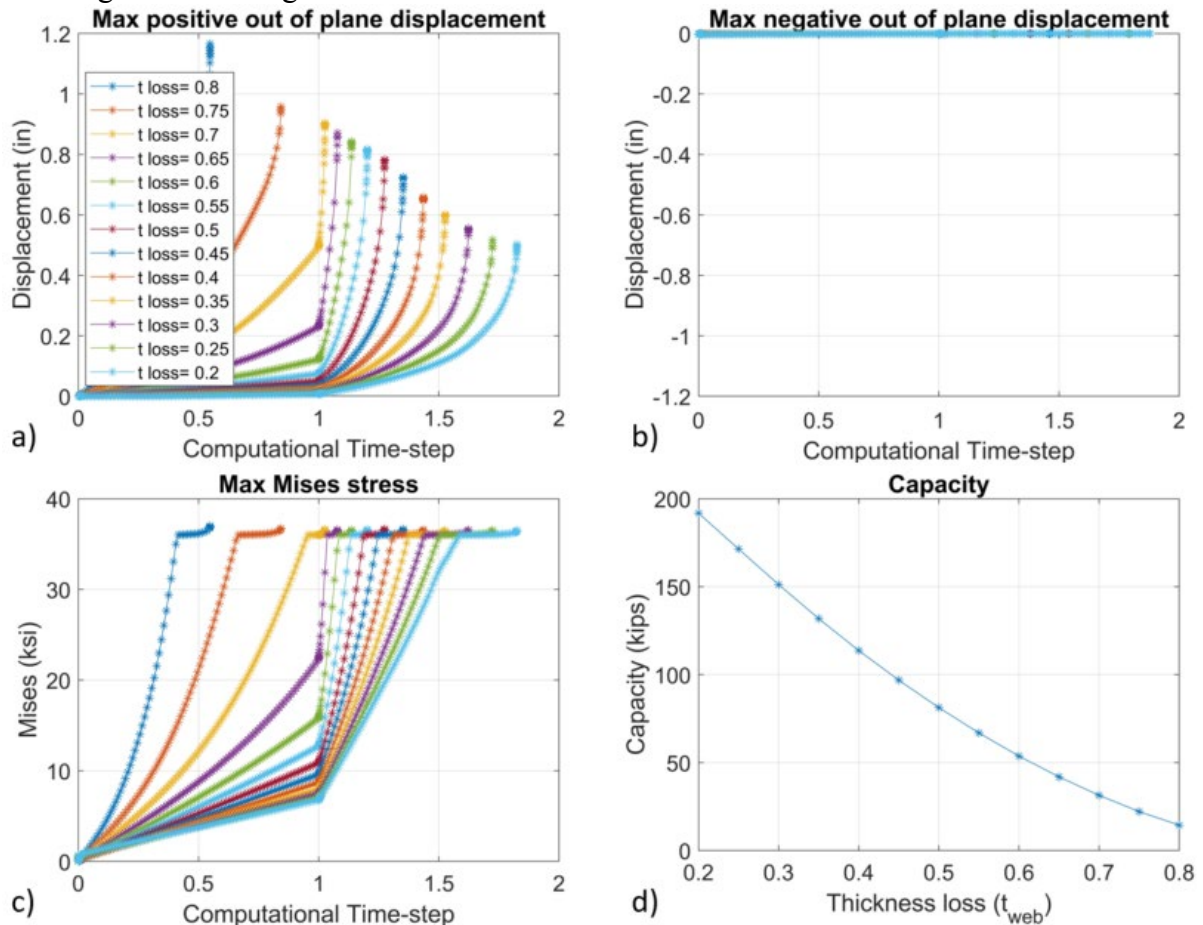 Max positive out of plane displacement
1.2
1
0.8
0.6
0.4
0.2
0
Displacement (in)
t loss= 0.8
t loss= 0.75
t loss= 0.7
t loss= 0.65
t loss= 0.6
t loss= 0.55
t loss= 0.5
t loss= 0.45
t loss= 0.4
t loss= 0.35
t loss= 0.3
t loss= 0.25
t loss= 0.2
0 0.5 1 1.5 2
a)
Computational Time-step
Max negative out of plane displacement
0
-0.2
-0.4
-0.6
-0.8
-1
-1.2
Displacement (in)
0 0.5 1 1.5 2
b)
Computational Time-step
Max Mises stress
40
30
20
10
0
Mises (ksi)
0 0.5 1 1.5 2
c)
Computational Time-step
Capacity
200
150
100
50
0
Capacity (kips)
0.2 0.3 0.4 0.5 0.6 0.7 0.8
d)
Thickness loss (t_web)